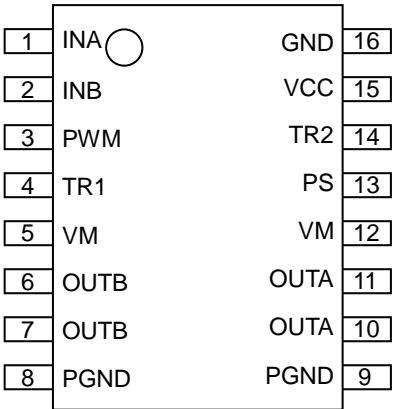 1 INA GND 16
2 INB VCC 15
3 PWM TR2 14
4 TR1 PS 13
5 VM VM 12
6 OUTB OUTA 11
7 OUTB OUTA 10
8 PGND PGND 9